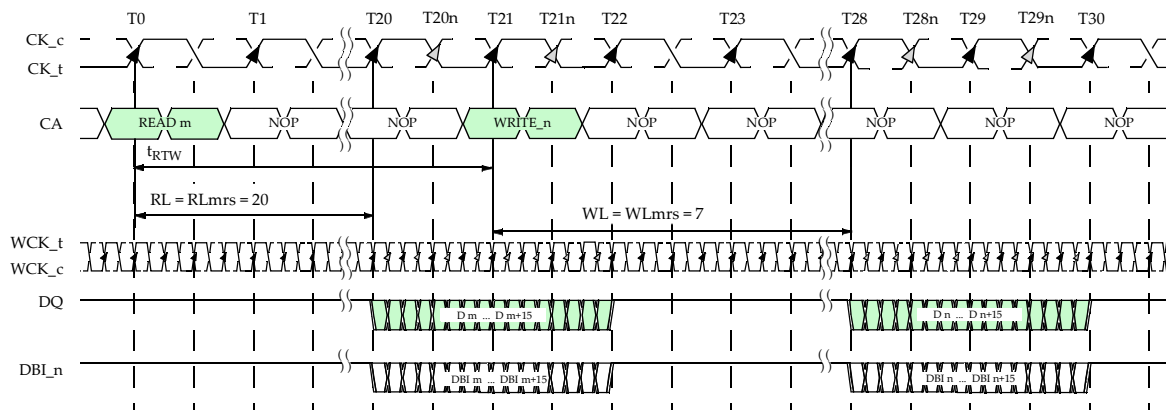 T0 T1 T20 T20n T21 T21n T22 T23 T28 T28n T29 T29n T30
CK_c
CK_t
CA READ m NOP NOP WRITE_n NOP NOP NOP NOP NOP
tRTW
RL = RLmrs = 20
WL = WLmrs = 7
WCK_t
WCK_c
DQ
D m ... D m+15 D n ... D n+15
DBI_n
DBI m ... DBI m+15 DBI n ... DBI n+15